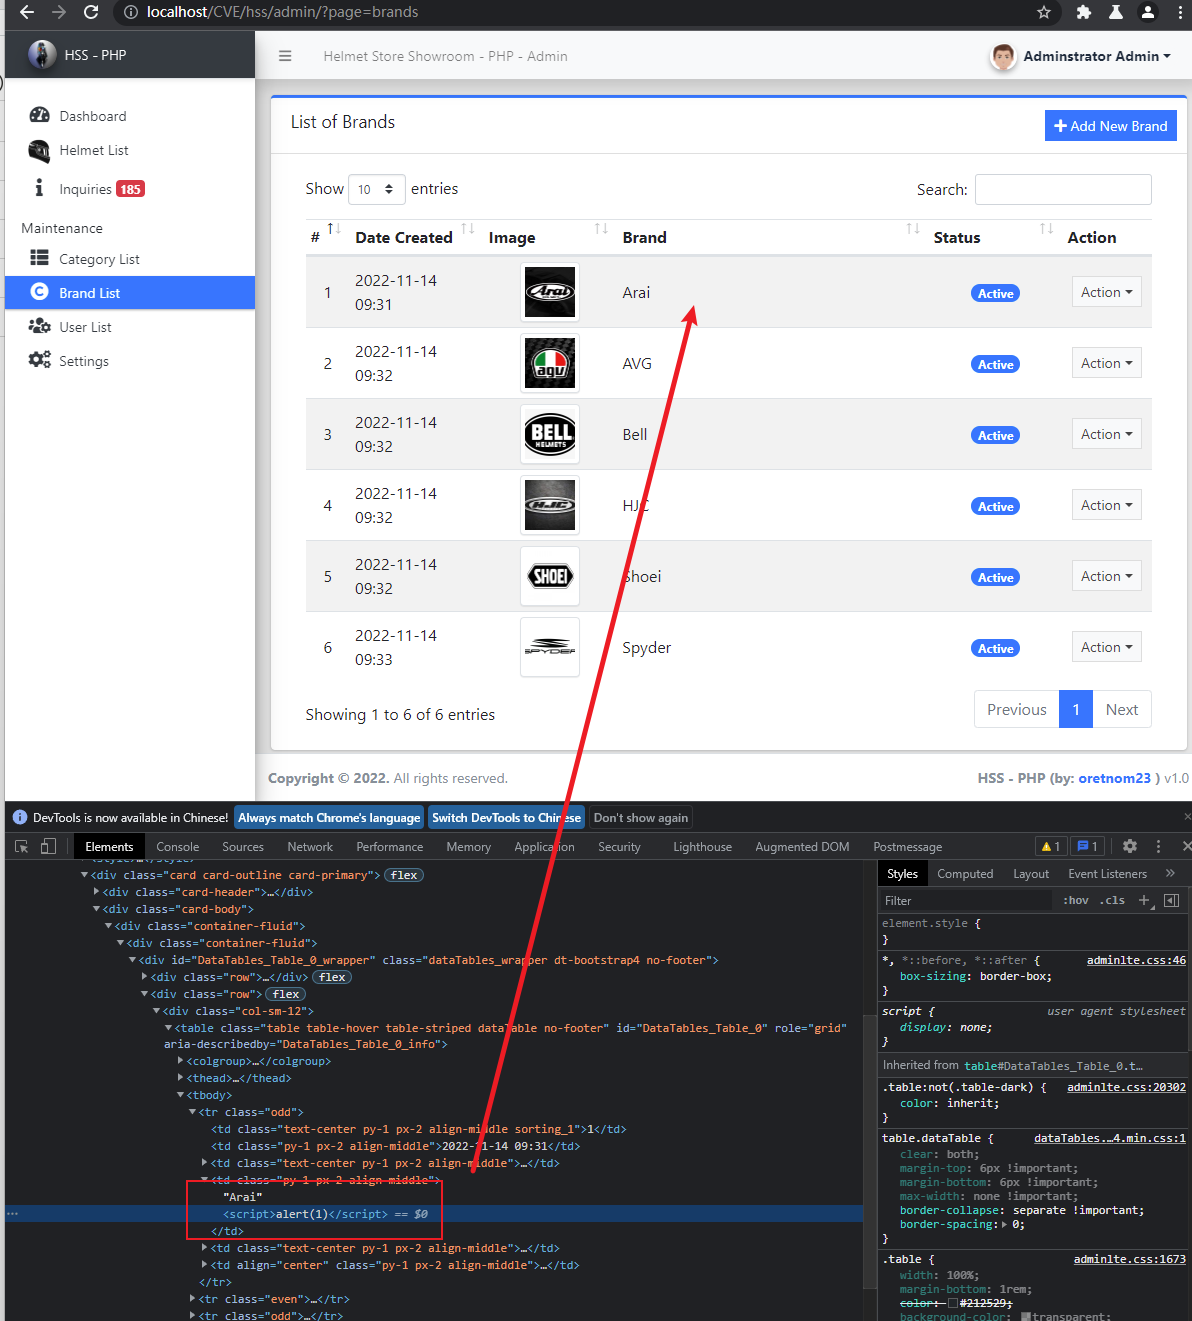 localhost/CVE/hss/admin/?page=brands
HSS - PHP
Helmet Store Showroom - PHP - Admin
Adminstrator Admin
Dashboard
Helmet List
Inquiries 185
Maintenance
Category List
Brand List
User List
Settings
List of Brands
Add New Brand
Show 10 entries
Search:
# Date Created Image Brand Status Action
1 2022-11-14 09:31 Arai Arai Active Action
2 2022-11-14 09:32 agv AVG Active Action
3 2022-11-14 09:32 BELL HELMETS Bell Active Action
4 2022-11-14 09:32 HJC HJC Active Action
5 2022-11-14 09:32 SHOEI Shoei Active Action
6 2022-11-14 09:33 SPYDER Spyder Active Action
Showing 1 to 6 of 6 entries
Previous 1 Next
Copyright © 2022. All rights reserved.
HSS - PHP (by: oretnom23 ) v1.0
DevTools is now available in Chinese! Always match Chrome's language Switch DevTools to Chinese Don't show again
Elements Console Sources Network Performance Memory Application Security Lighthouse Augmented DOM Postmessage 1 1
<div class="card card-outline card-primary"> flex
<div class="card-header">…</div>
<div class="card-body">
<div class="container-fluid">
<div class="container-fluid">
<div id="DataTables_Table_0_wrapper" class="dataTables_wrapper dt-bootstrap4 no-footer">
<div class="row">…</div> flex
<div class="row"> flex
<div class="col-sm-12">
<table class="table table-hover table-striped dataTable no-footer" id="DataTables_Table_0" role="grid"
aria-describedby="DataTables_Table_0_info">
<colgroup>…</colgroup>
<thead>…</thead>
<tbody>
<tr class="odd">
<td class="text-center py-1 px-2 align-middle sorting_1">1</td>
<td class="py-1 px-2 align-middle">2022-11-14 09:31</td>
<td class="text-center py-1 px-2 align-middle">…</td>
<td class="py-1 px-2 align-middle">
"Arai"
<script>alert(1)</script> == $0
</td>
<td class="text-center py-1 px-2 align-middle">…</td>
<td align="center" class="py-1 px-2 align-middle">…</td>
</tr>
<tr class="even">…</tr>
<tr class="odd">…</tr>
Styles Computed Layout Event Listeners »
Filter :hov .cls +
element.style {
}
*, *::before, *::after { adminlte.css:46
box-sizing: border-box;
}
script { user agent stylesheet
display: none;
}
Inherited from table#DataTables_Table_0.t…
.table:not(.table-dark) { adminlte.css:20302
color: inherit;
}
table.dataTable { dataTables.…4.min.css:1
clear: both;
margin-top: 6px !important;
margin-bottom: 6px !important;
max-width: none !important;
border-collapse: separate !important;
border-spacing: 0;
}
.table { adminlte.css:1673
width: 100%;
margin-bottom: 1rem;
color: #212529;
background-color: transparent;